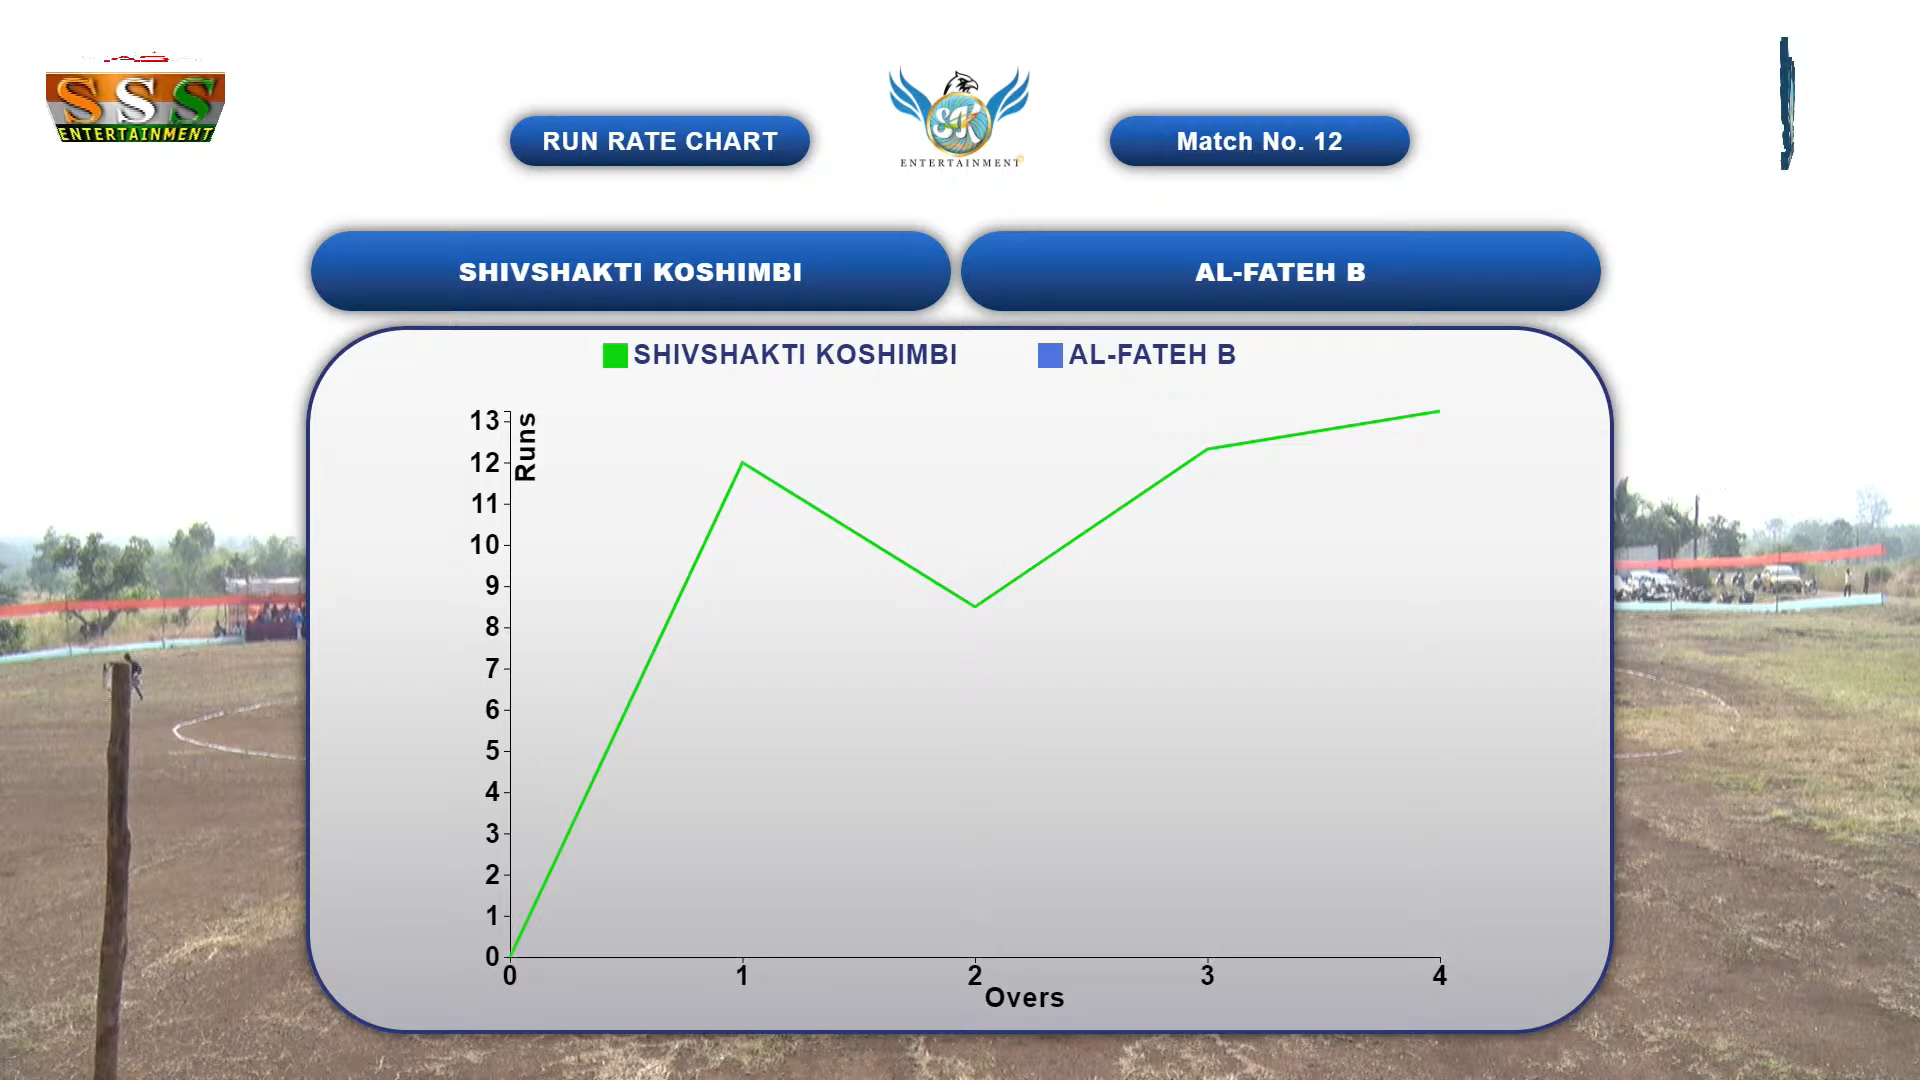 SSS
ENTERTAINMENT
RUN RATE CHART
SK
ENTERTAINMENT
Match No. 12
SHIVSHAKTI KOSHIMBI
AL-FATEH B
SHIVSHAKTI KOSHIMBI
AL-FATEH B
Runs
13
12
11
10
9
8
7
6
5
4
3
2
1
0
0 1 2 3 4
Overs